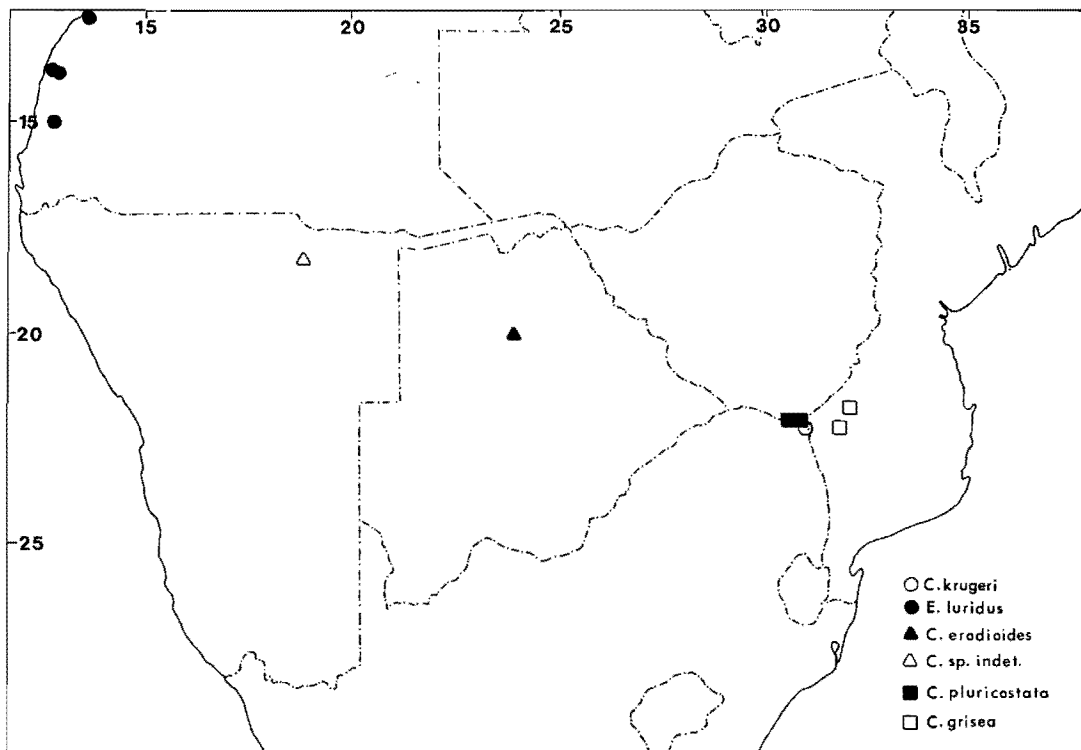 15 20 25 30 85
15
20
25
C. krugeri
E. luridus
C. eradioides
C. sp. indet.
C. pluricostata
C. grisea